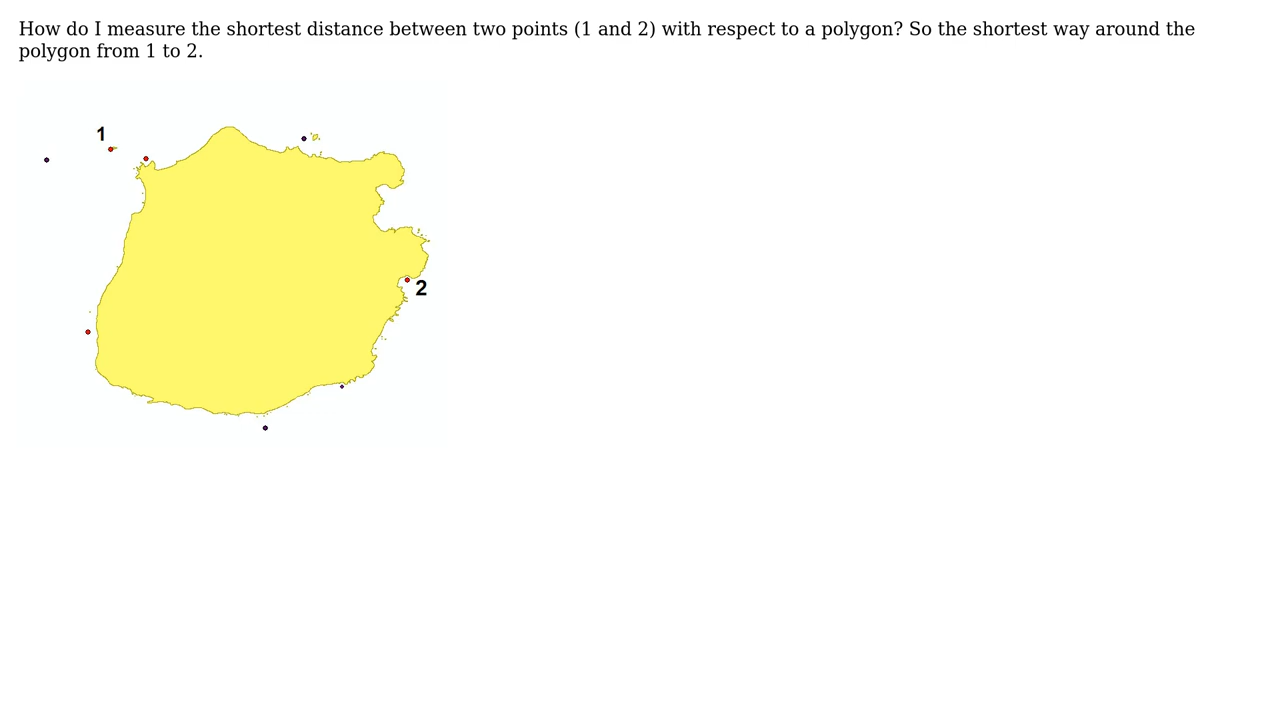 How do I measure the shortest distance between two points (1 and 2) with respect to a polygon? So the shortest way around the
polygon from 1 to 2.
1
2